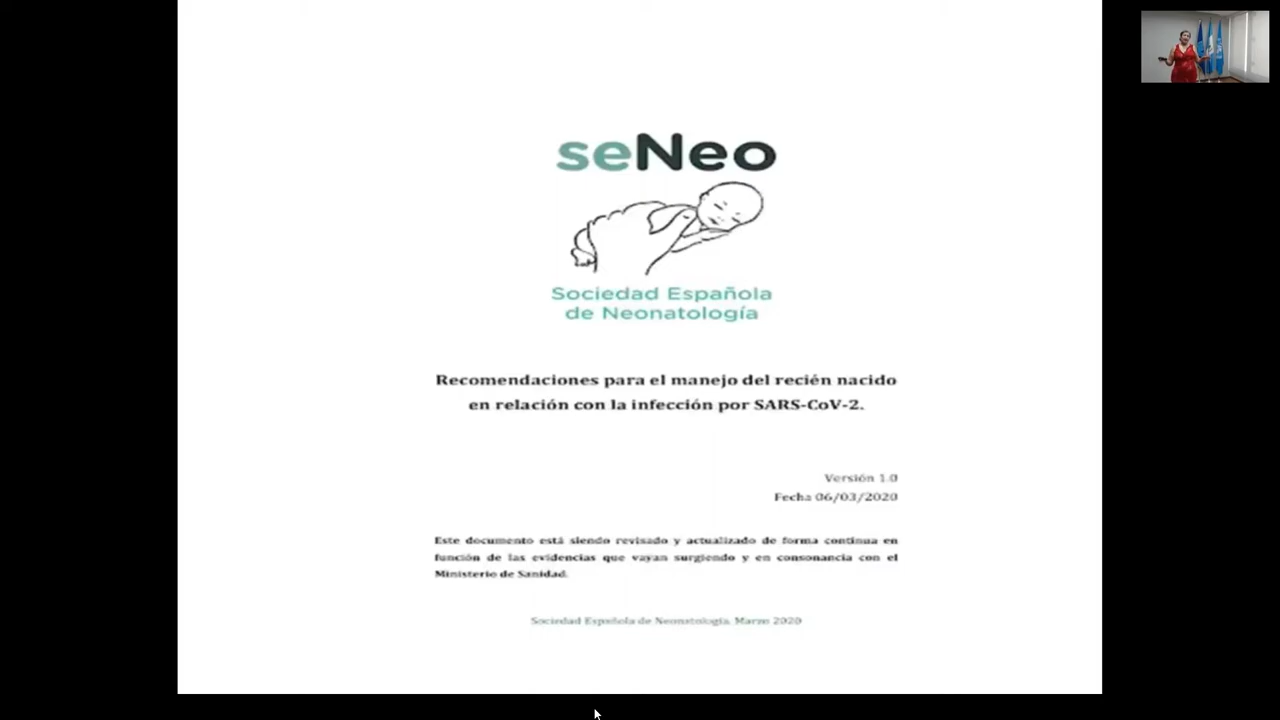 seNeo
Sociedad Española
de Neonatología
Recomendaciones para el manejo del recién nacido
en relación con la infección por SARS-CoV-2.
Versión 1.0
Fecha 06/03/2020
Este documento está siendo revisado y actualizado de forma continua en
función de las evidencias que vayan surgiendo y en consonancia con el
Ministerio de Sanidad.
Sociedad Española de Neonatología. Marzo 2020